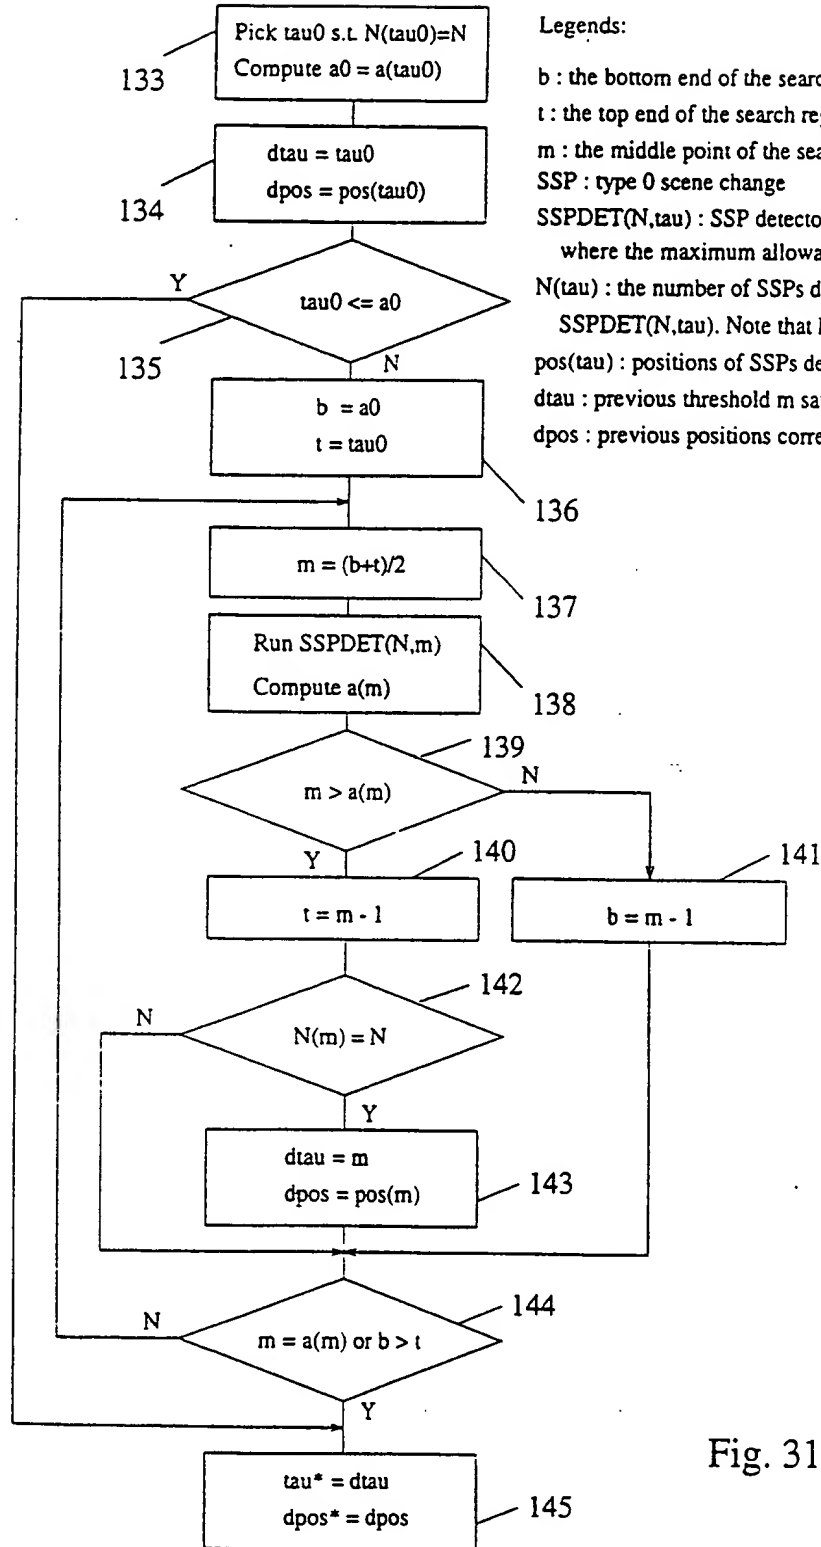 Pick tau0 s.t. N(tau0)=N
Compute a0 = a(tau0)
133
dtau = tau0
dpos = pos(tau0)
134
Y
tau0 <= a0
135
N
b = a0
t = tau0
136
m = (b+t)/2
137
Run SSPDET(N,m)
Compute a(m)
138
139
m > a(m)
N
Y
140
t = m - 1
141
b = m - 1
142
N
N(m) = N
Y
dtau = m
dpos = pos(m)
143
144
N
m = a(m) or b > t
Y
tau* = dtau
dpos* = dpos
145
Legends:
b : the bottom end of the searc
t : the top end of the search re
m : the middle point of the sea
SSP : type 0 scene change
SSPDET(N,tau) : SSP detecto
where the maximum allowa
N(tau) : the number of SSPs d
SSPDET(N,tau). Note that
pos(tau) : positions of SSPs de
dtau : previous threshold m sa
dpos : previous positions corre
Fig. 31